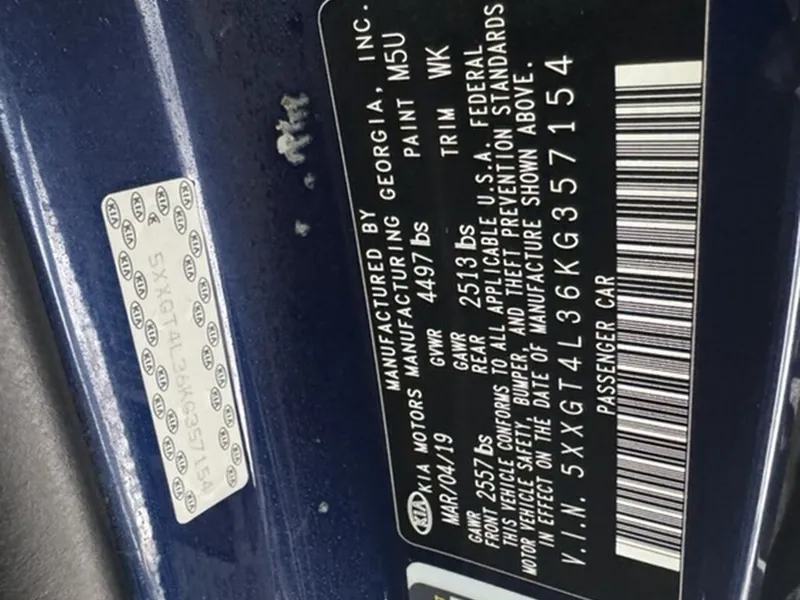 KIA
5XXGT4L36KG357154
MANUFACTURED BY
KIA KIA MOTORS MANUFACTURING GEORGIA, INC.
MAR/04/19 GVWR 4497 lbs PAINT M5U
GAWR GAWR
FRONT 2557 lbs REAR 2513 lbs TRIM WK
THIS VEHICLE CONFORMS TO ALL APPLICABLE U.S.A. FEDERAL
MOTOR VEHICLE SAFETY, BUMPER, AND THEFT PREVENTION STANDARDS
IN EFFECT ON THE DATE OF MANUFACTURE SHOWN ABOVE.
V.I.N. 5XXGT4L36KG357154
PASSENGER CAR